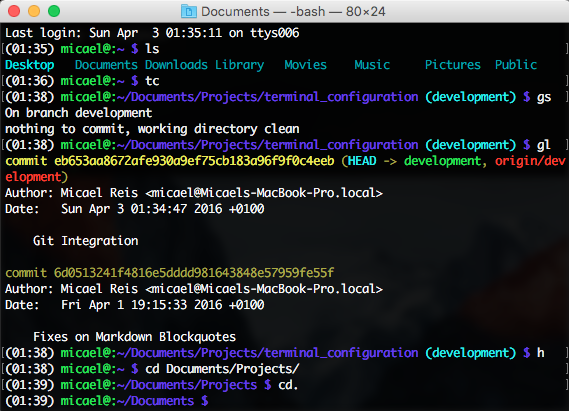 Documents — -bash — 80×24
Last login: Sun Apr  3 01:35:11 on ttys006
[(01:35) micael@:~ $ ls                                                          ]
Desktop   Documents Downloads Library   Movies    Music     Pictures  Public
[(01:36) micael@:~ $ tc                                                          ]
[(01:38) micael@:~/Documents/Projects/terminal_configuration (development) $ gs  ]
On branch development
nothing to commit, working directory clean
[(01:38) micael@:~/Documents/Projects/terminal_configuration (development) $ gl  ]
commit eb653aa8672afe930a9ef75cb183a96f9f0c4eeb (HEAD -> development, origin/dev
elopment)
Author: Micael Reis <micael@Micaels-MacBook-Pro.local>
Date:   Sun Apr 3 01:34:47 2016 +0100
    Git Integration
commit 6d0513241f4816e5dddd981643848e57959fe55f
Author: Micael Reis <micael@Micaels-MacBook-Pro.local>
Date:   Fri Apr 1 19:15:33 2016 +0100
    Fixes on Markdown Blockquotes
[(01:38) micael@:~/Documents/Projects/terminal_configuration (development) $ h   ]
[(01:38) micael@:~ $ cd Documents/Projects/                                      ]
[(01:39) micael@:~/Documents/Projects $ cd.                                      ]
(01:39) micael@:~/Documents $